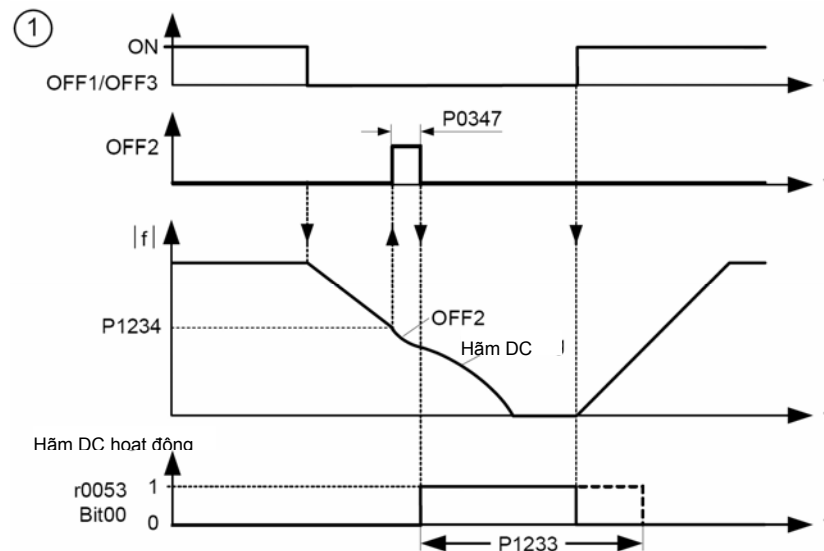 1
ON
OFF1/OFF3
P0347
OFF2
|f|
P1234
OFF2
Hãm DC
Hãm DC hoạt động
r0053 1
Bit00 0
P1233